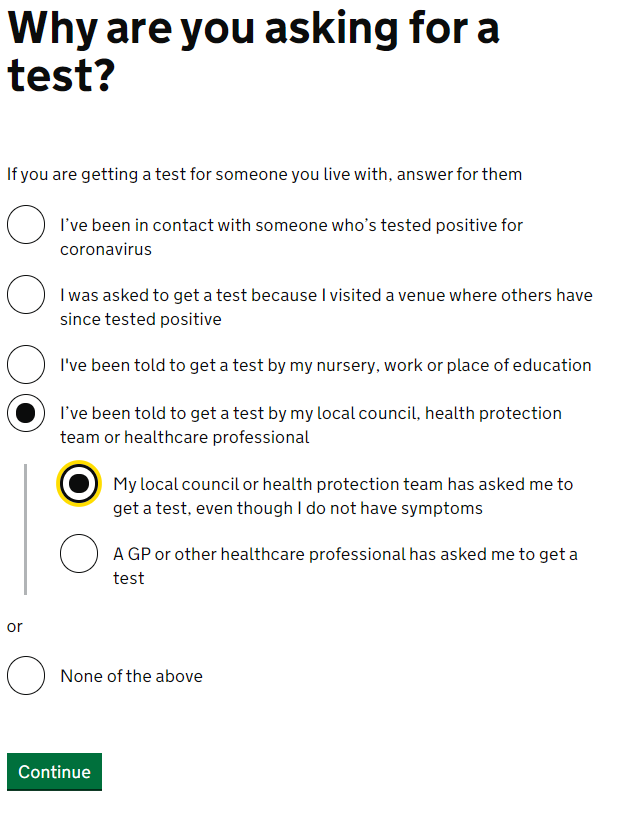 Why are you asking for a
test?
If you are getting a test for someone you live with, answer for them
I’ve been in contact with someone who’s tested positive for
coronavirus
I was asked to get a test because I visited a venue where others have
since tested positive
I've been told to get a test by my nursery, work or place of education
I’ve been told to get a test by my local council, health protection
team or healthcare professional
My local council or health protection team has asked me to
get a test, even though I do not have symptoms
A GP or other healthcare professional has asked me to get a
test
or
None of the above
Continue